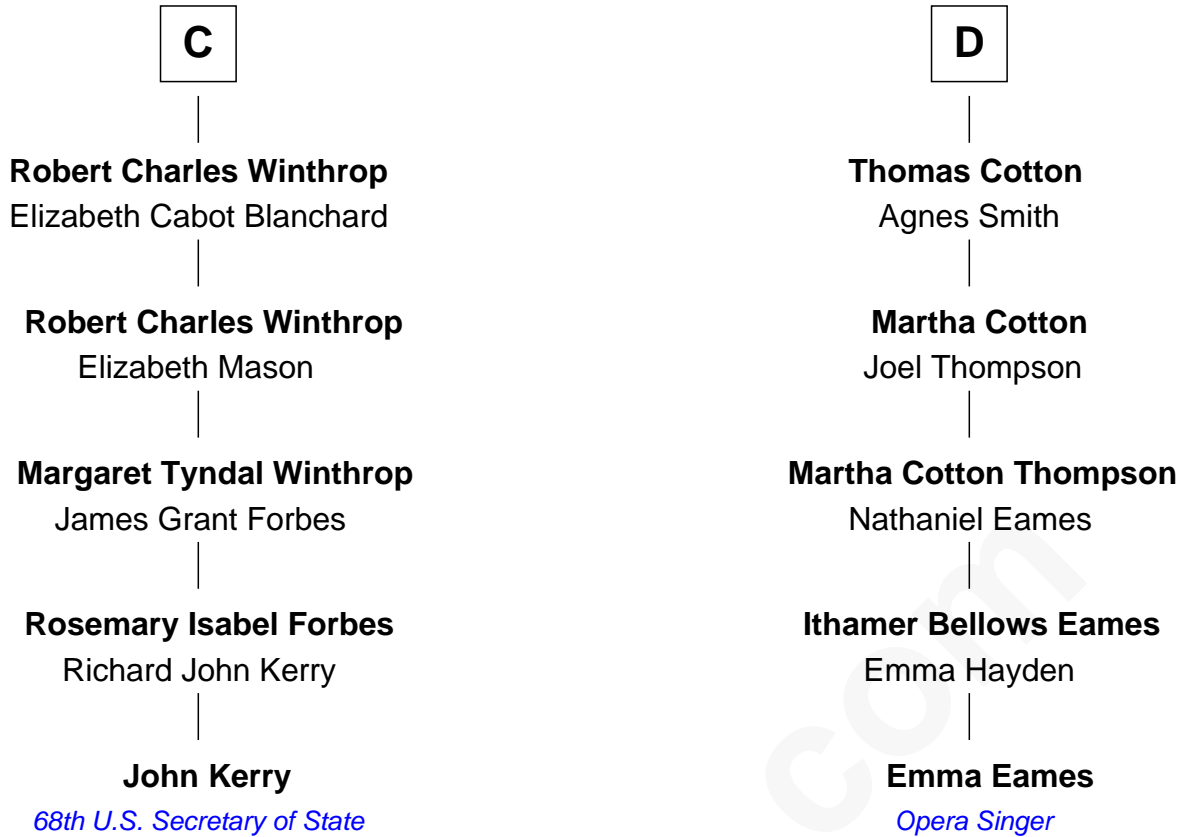 C
Robert Charles Winthrop
Elizabeth Cabot Blanchard
Robert Charles Winthrop
Elizabeth Mason
Margaret Tyndal Winthrop
James Grant Forbes
Rosemary Isabel Forbes
Richard John Kerry
John Kerry
68th U.S. Secretary of State
D
Thomas Cotton
Agnes Smith
Martha Cotton
Joel Thompson
Martha Cotton Thompson
Nathaniel Eames
Ithamer Bellows Eames
Emma Hayden
Emma Eames
Opera Singer
com